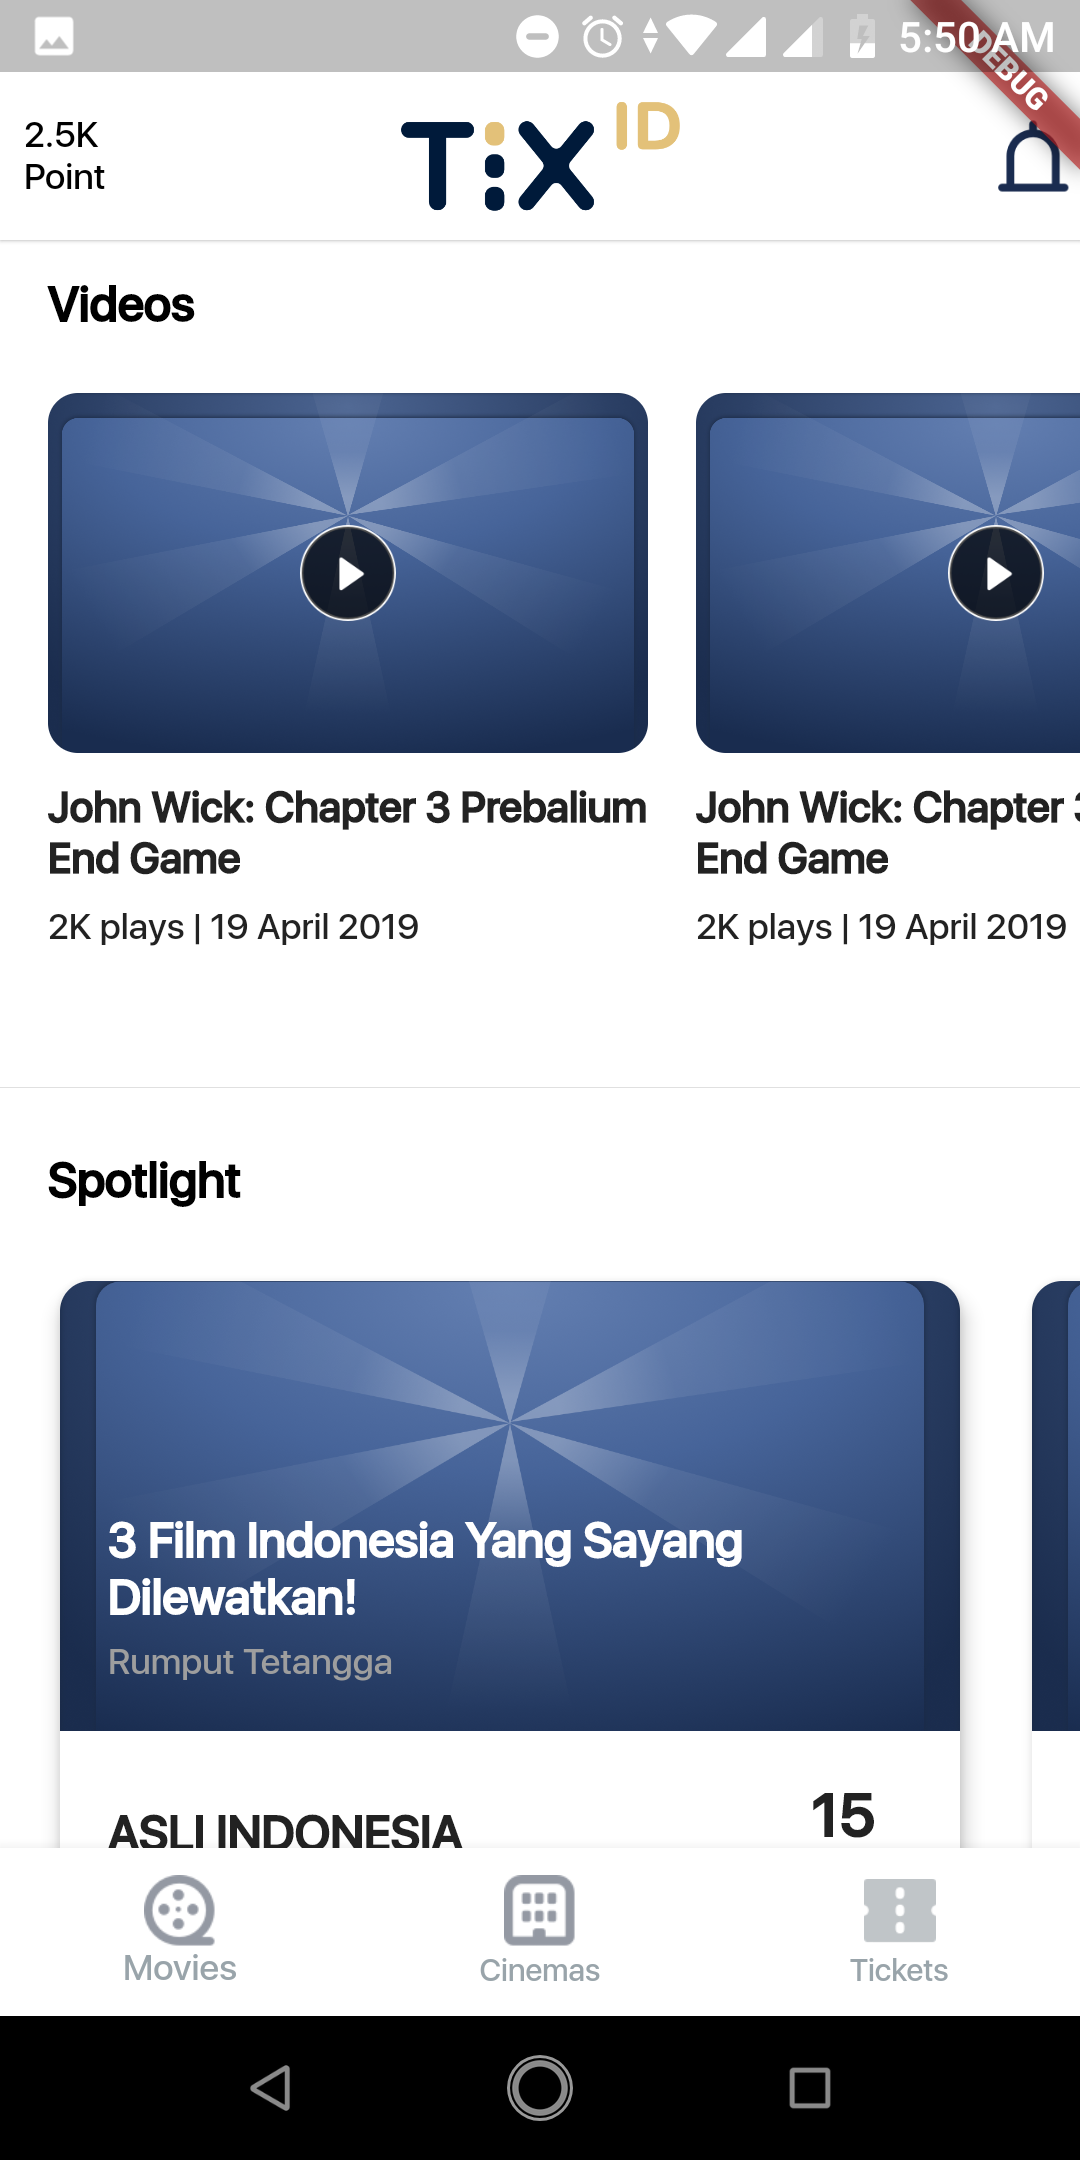 5:50 AM
DEBUG
2.5K
Point
TiX ID
Videos
John Wick: Chapter 3 Prebalium
End Game
2K plays | 19 April 2019
John Wick: Chapter
End Game
2K plays | 19 April 2019
Spotlight
3 Film Indonesia Yang Sayang
Dilewatkan!
Rumput Tetangga
ASLI INDONESIA
15
Movies
Cinemas
Tickets